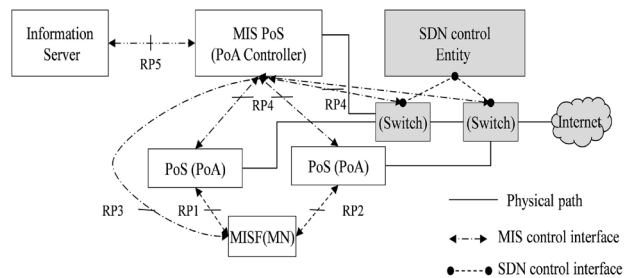 Information
Server
MIS PoS
(PoA Controller)
SDN control
Entity
RP5
RP4
RP4
(Switch)
(Switch)
Internet
PoS (PoA)
PoS (PoA)
RP3
RP1
RP2
MISF(MN)
Physical path
MIS control interface
SDN control interface